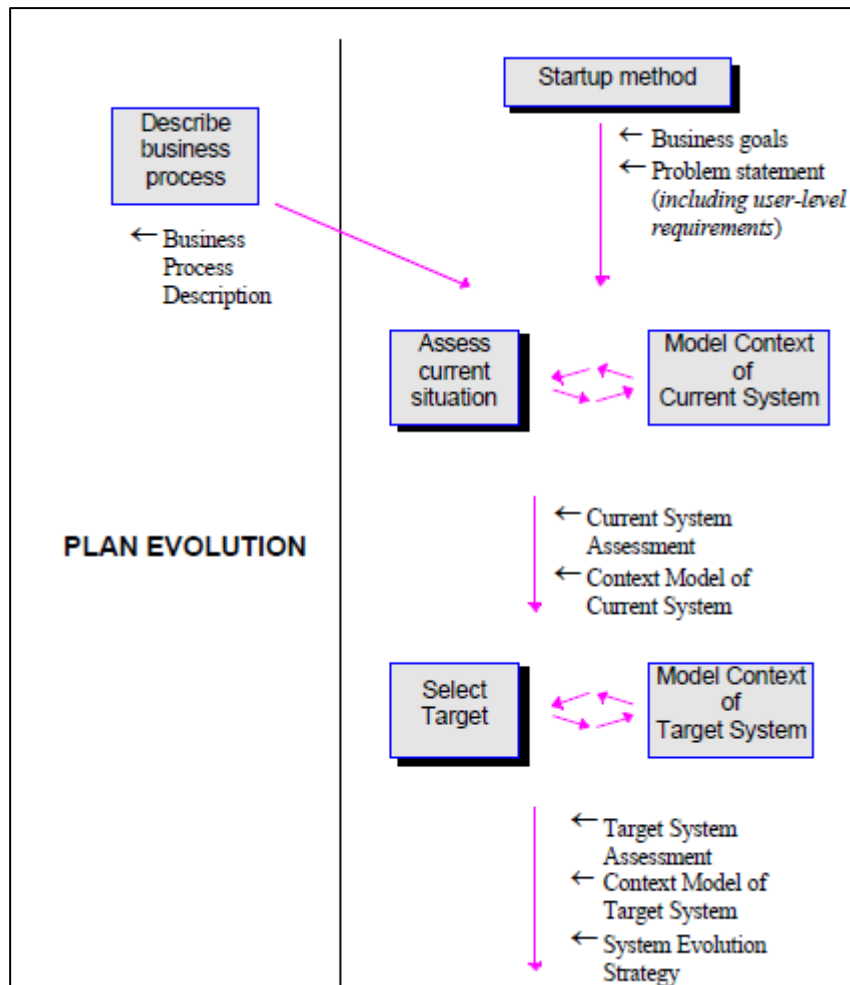 Startup method
Describe
business
process
← Business goals
← Problem statement
(including user-level
requirements)
← Business
Process
Description
Assess
current
situation
Model Context
of
Current System
← Current System
Assessment
← Context Model of
Current System
PLAN EVOLUTION
Select
Target
Model Context
of
Target System
← Target System
Assessment
← Context Model of
Target System
← System Evolution
Strategy